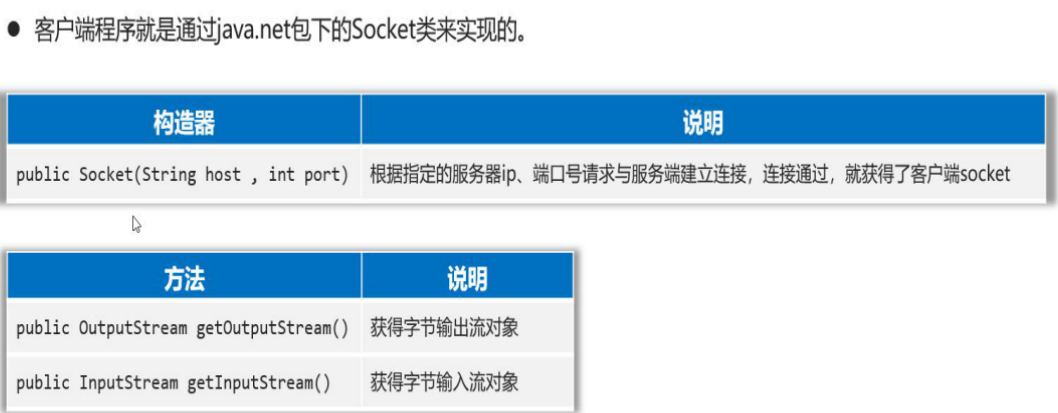 ● 客户端程序就是通过java.net包下的Socket类来实现的。
构造器 说明
public Socket(String host , int port) 根据指定的服务器ip、端口号请求与服务端建立连接，连接通过，就获得了客户端socket
方法 说明
public OutputStream getOutputStream() 获得字节输出流对象
public InputStream getInputStream() 获得字节输入流对象